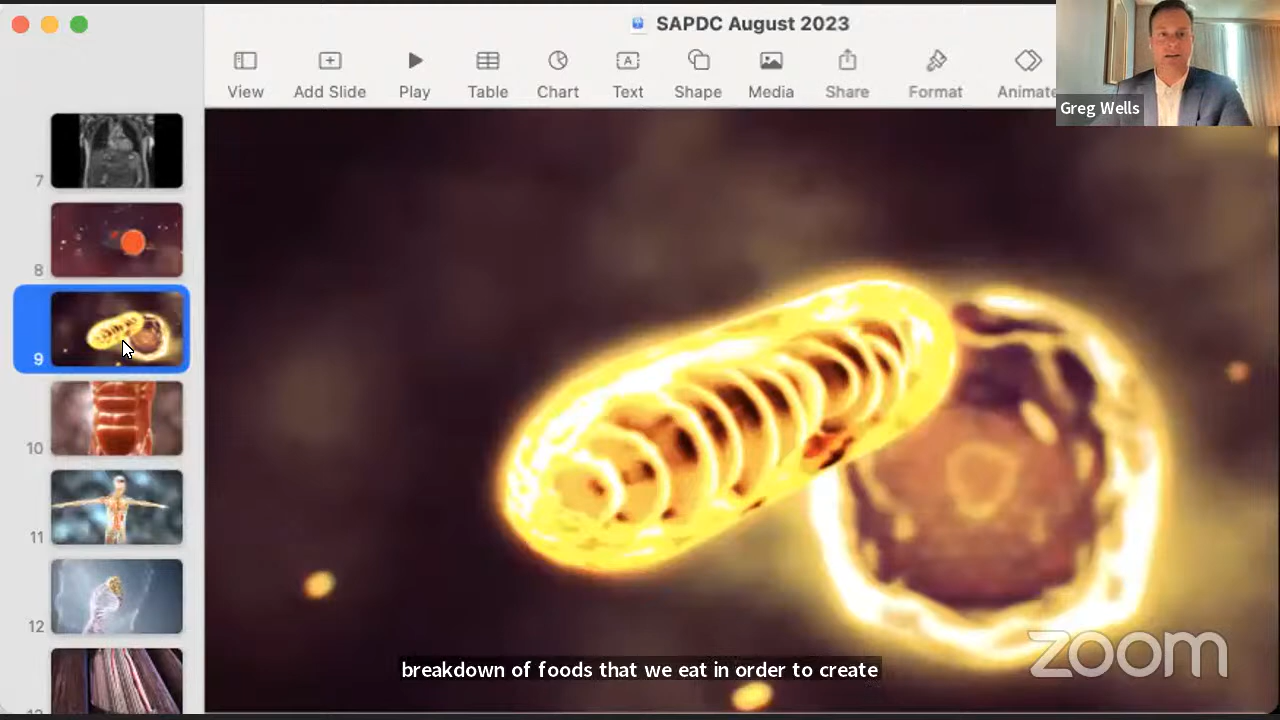 SAPDC August 2023
View Add Slide Play Table Chart Text Shape Media Share Format Animate
Greg Wells
7
8
9
10
11
12
breakdown of foods that we eat in order to create
zoom